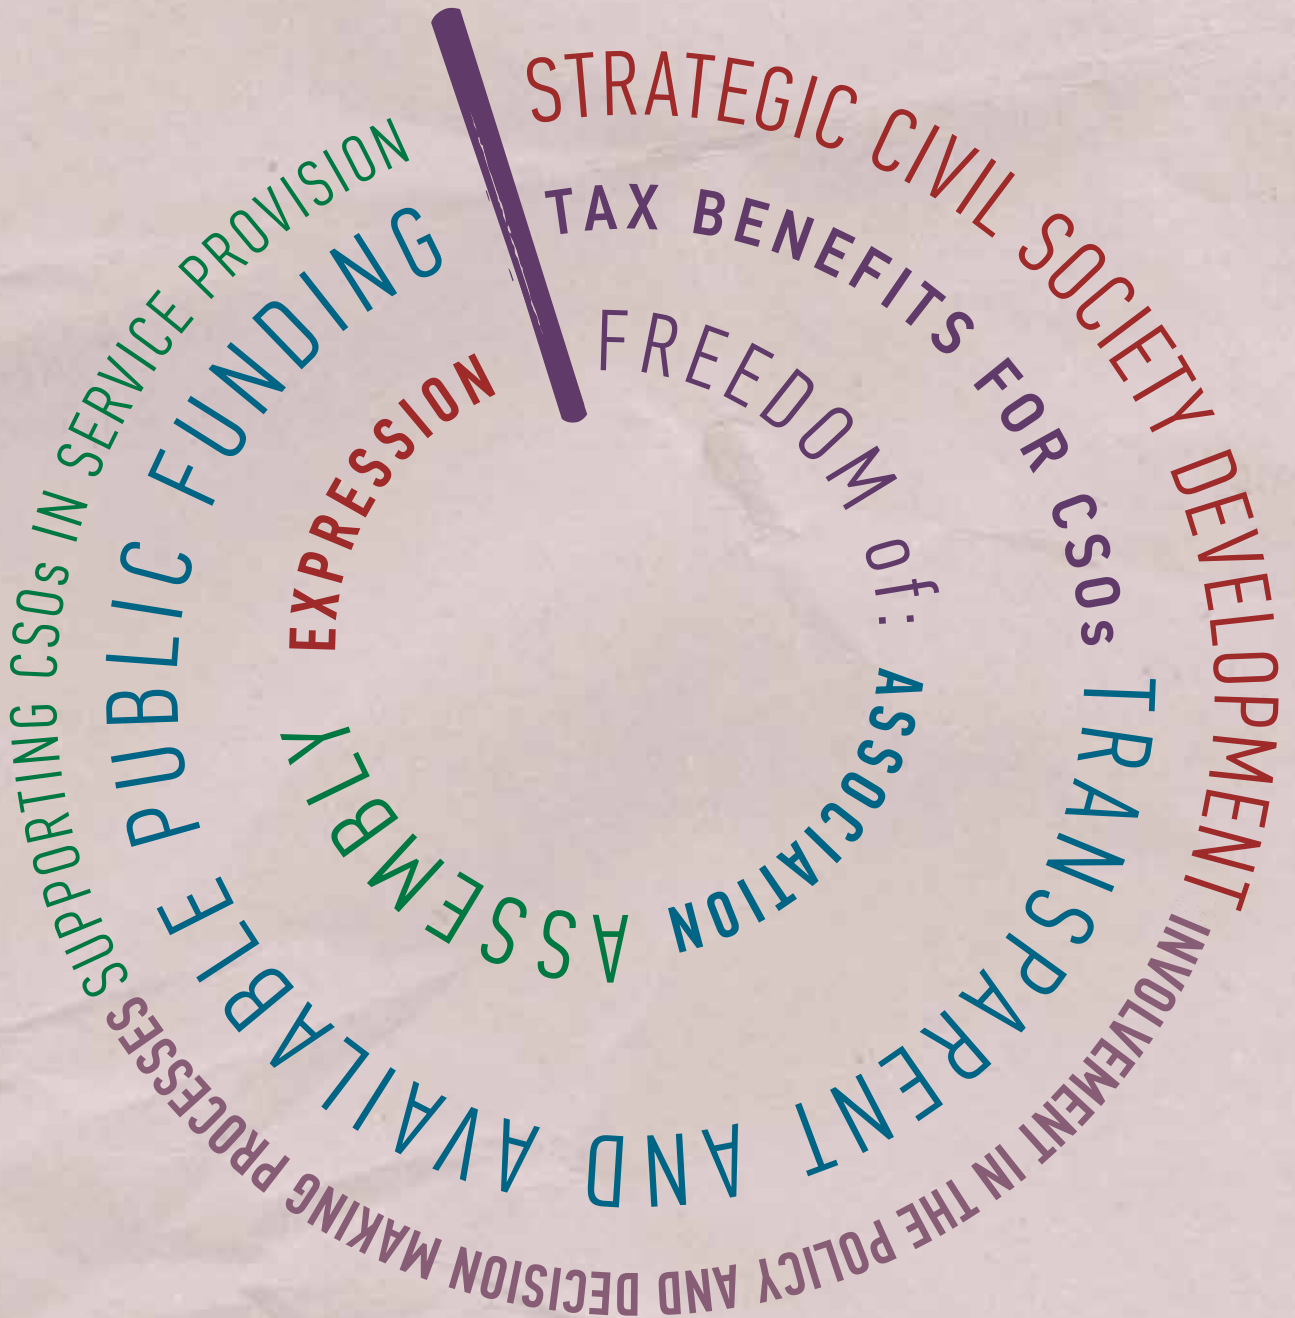 STRATEGIC CIVIL SOCIETY DEVELOPMENT
INVOLVEMENT IN THE POLICY AND DECISION MAKING PROCESSES
SUPPORTING CSOs IN SERVICE PROVISION
TAX BENEFITS FOR CSOs
TRANSPARENT AND AVAILABLE PUBLIC FUNDING
FREEDOM Of:
ASSOCIATION
ASSEMBLY
EXPRESSION